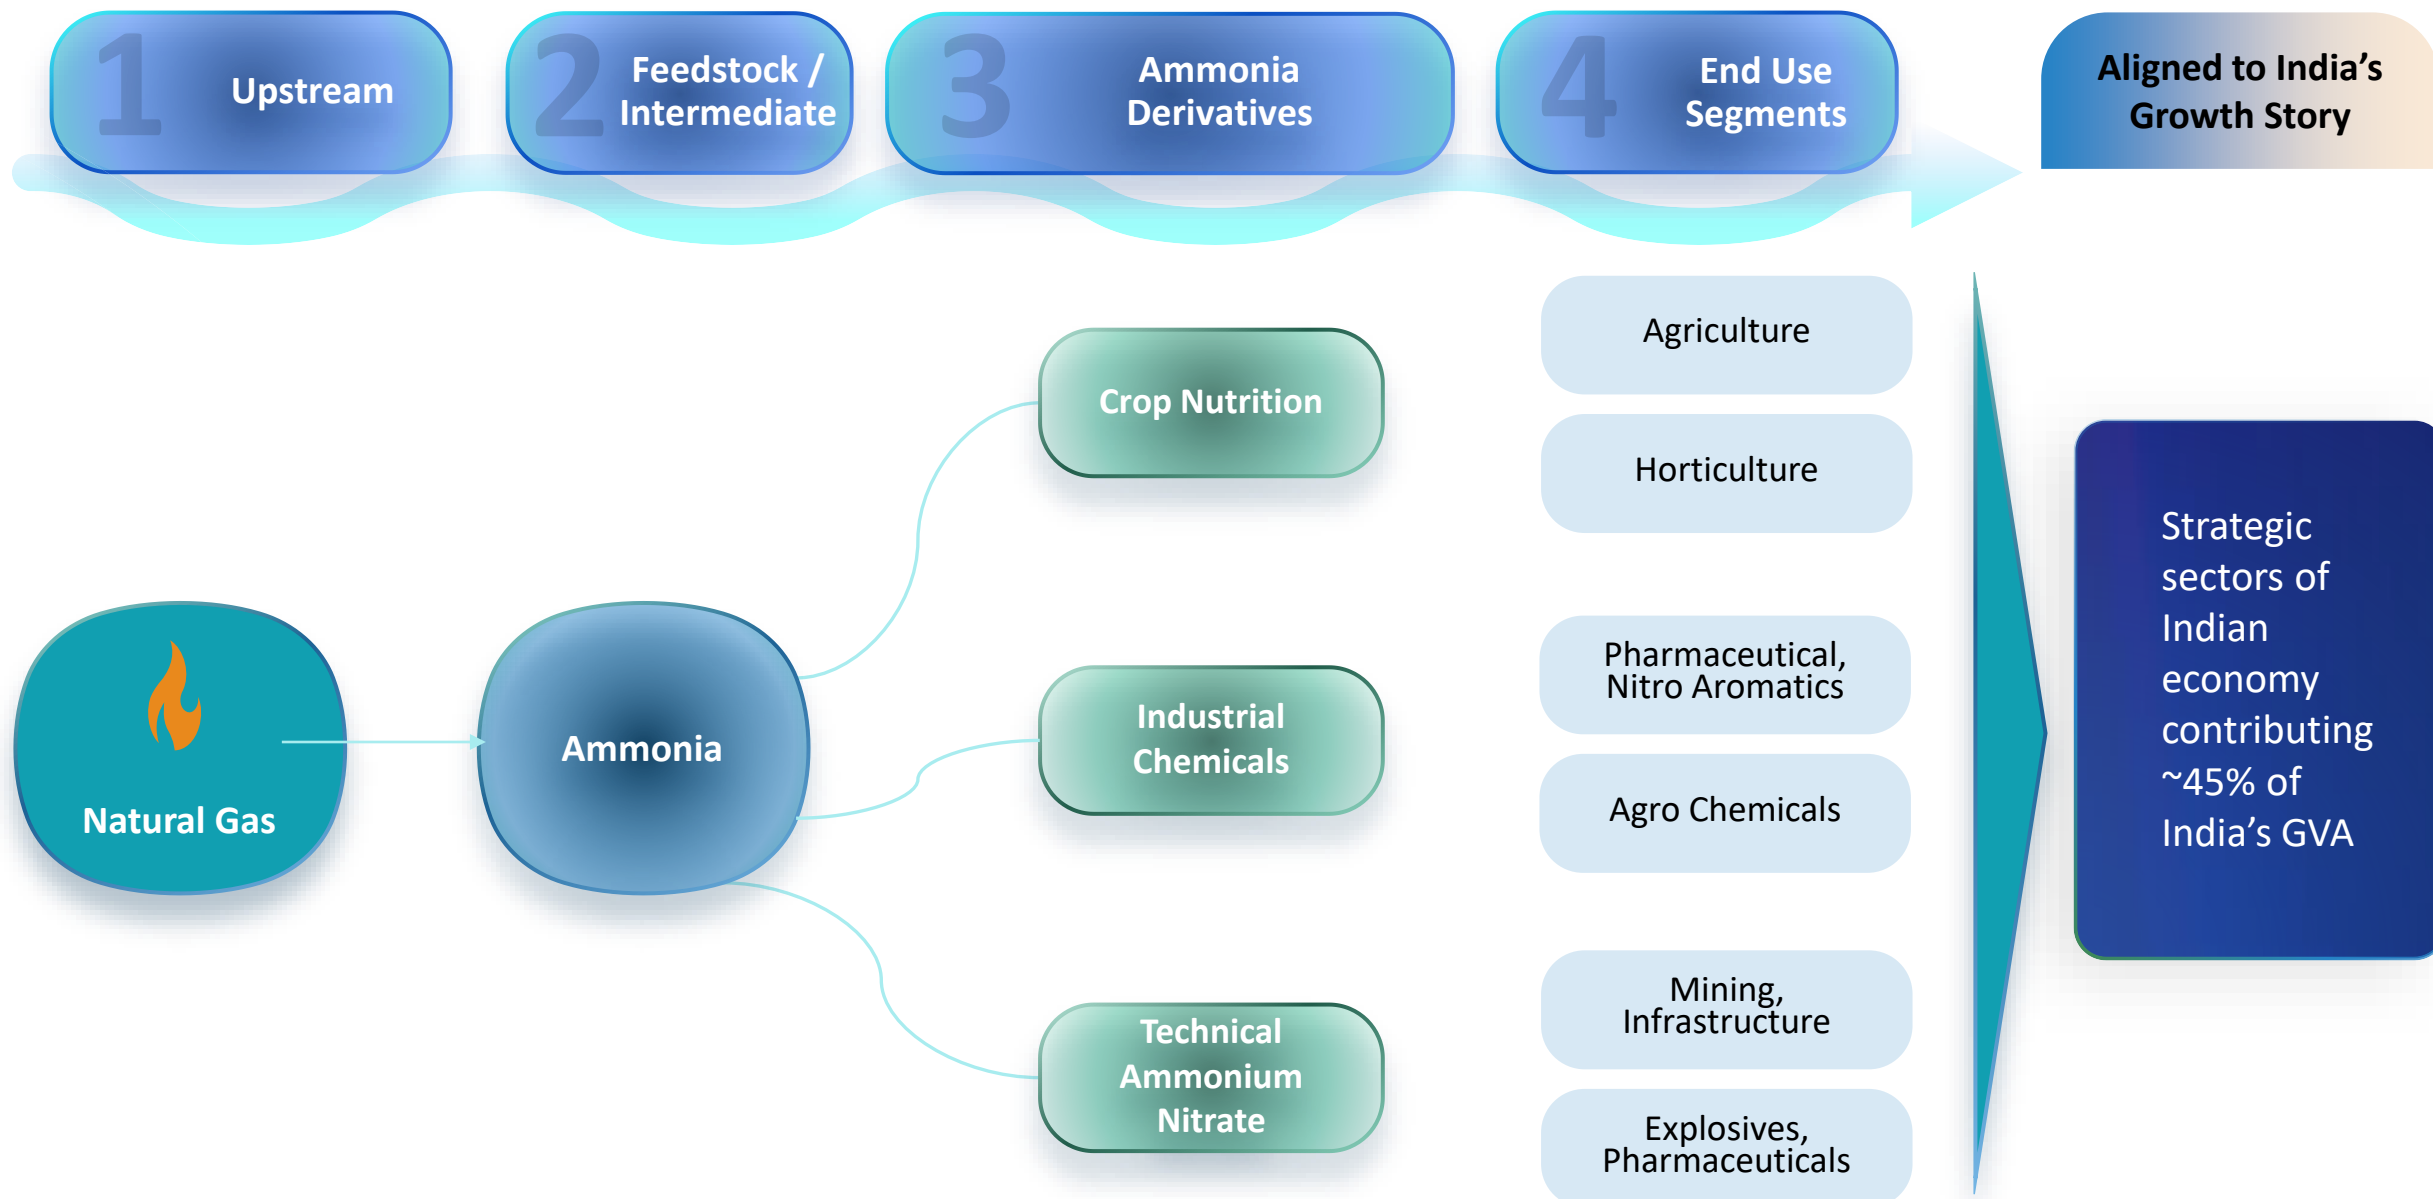 1
Upstream
2
Feedstock /
Intermediate
3
Ammonia
Derivatives
4
End Use
Segments
Aligned to India’s
Growth Story
Natural Gas
Ammonia
Crop Nutrition
Industrial
Chemicals
Technical
Ammonium
Nitrate
Agriculture
Horticulture
Pharmaceutical,
Nitro Aromatics
Agro Chemicals
Mining,
Infrastructure
Explosives,
Pharmaceuticals
Strategic
sectors of
Indian
economy
contributing
~45% of
India’s GVA